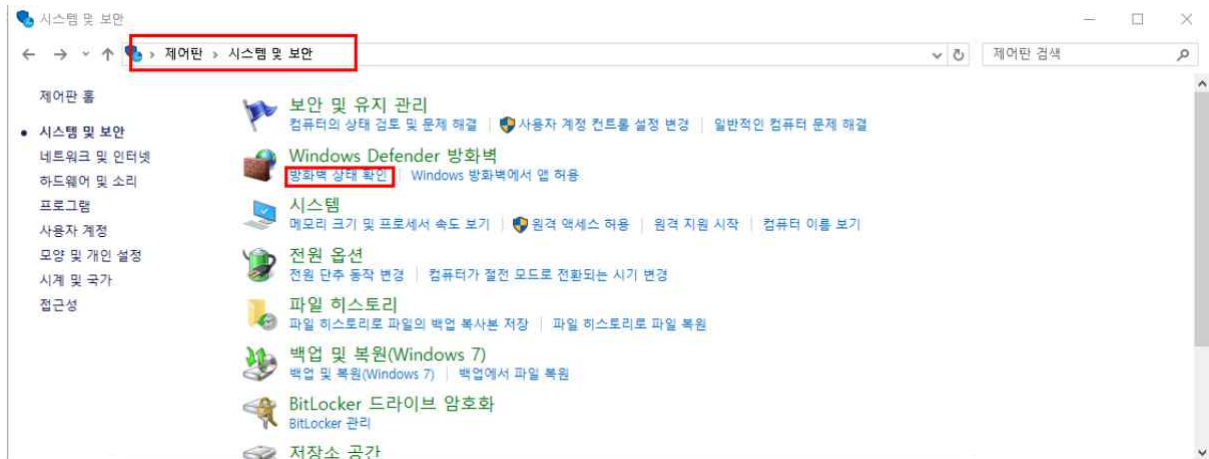 시스템 및 보안
제어판 > 시스템 및 보안
제어판 검색
제어판 홈
시스템 및 보안
네트워크 및 인터넷
하드웨어 및 소리
프로그램
사용자 계정
모양 및 개인 설정
시계 및 국가
접근성
보안 및 유지 관리
컴퓨터의 상태 검토 및 문제 해결 | 사용자 계정 컨트롤 설정 변경 | 일반적인 컴퓨터 문제 해결
Windows Defender 방화벽
방화벽 상태 확인 | Windows 방화벽에서 앱 허용
시스템
메모리 크기 및 프로세서 속도 보기 | 원격 액세스 허용 | 원격 지원 시작 | 컴퓨터 이름 보기
전원 옵션
전원 단추 동작 변경 | 컴퓨터가 절전 모드로 전환되는 시기 변경
파일 히스토리
파일 히스토리로 파일의 백업 복사본 저장 | 파일 히스토리로 파일 복원
백업 및 복원(Windows 7)
백업 및 복원(Windows 7) | 백업에서 파일 복원
BitLocker 드라이브 암호화
BitLocker 관리
저장소 공간